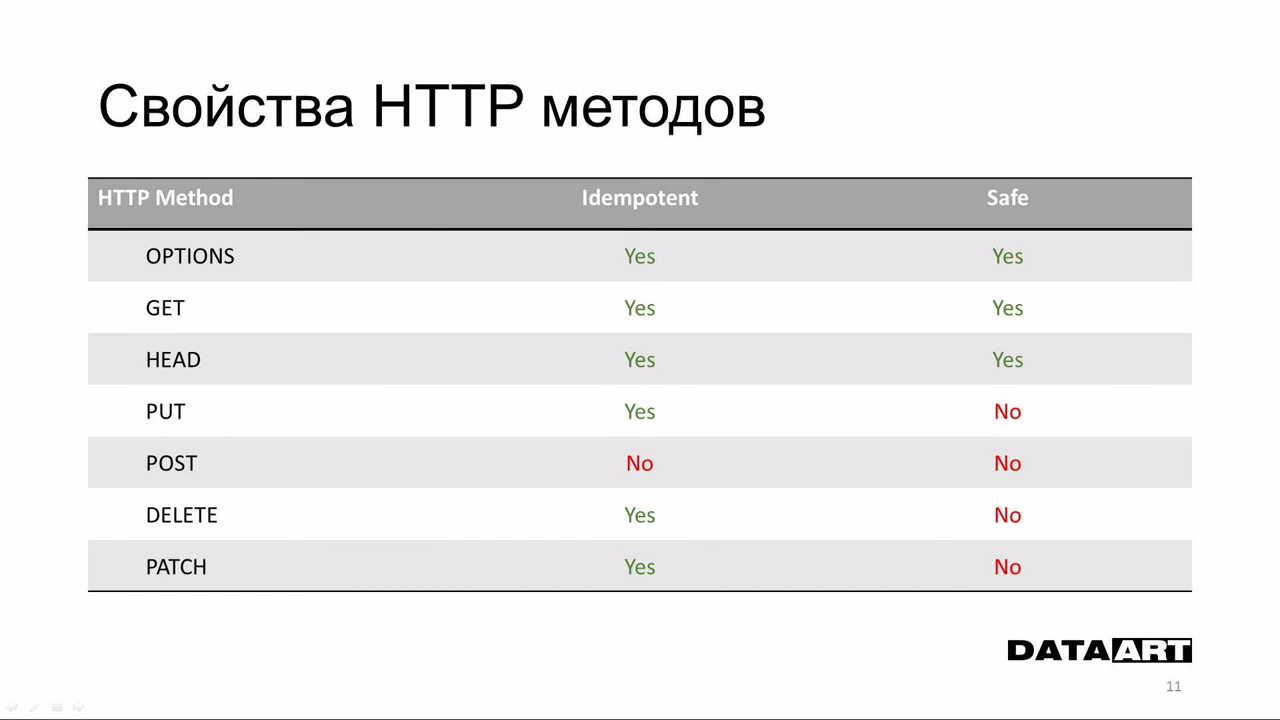 Свойства HTTP методов
HTTP Method Idempotent Safe
OPTIONS Yes Yes
GET Yes Yes
HEAD Yes Yes
PUT Yes No
POST No No
DELETE Yes No
PATCH Yes No
DATAART
11